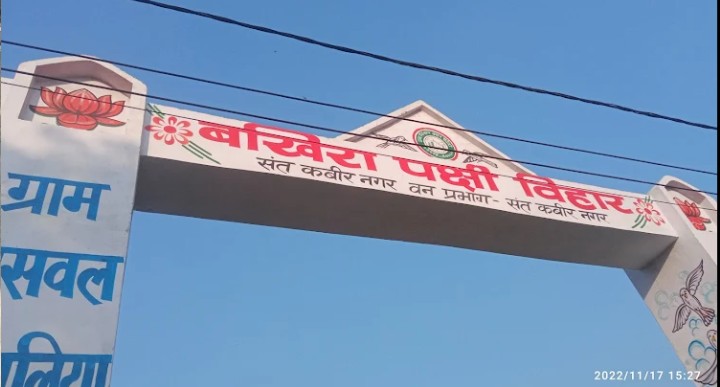 बखिरा पक्षी विहार
संत कबीर नगर वन प्रभाग - संत कबीर नगर
ग्राम
सवल
लिया
2022/11/17 15:27